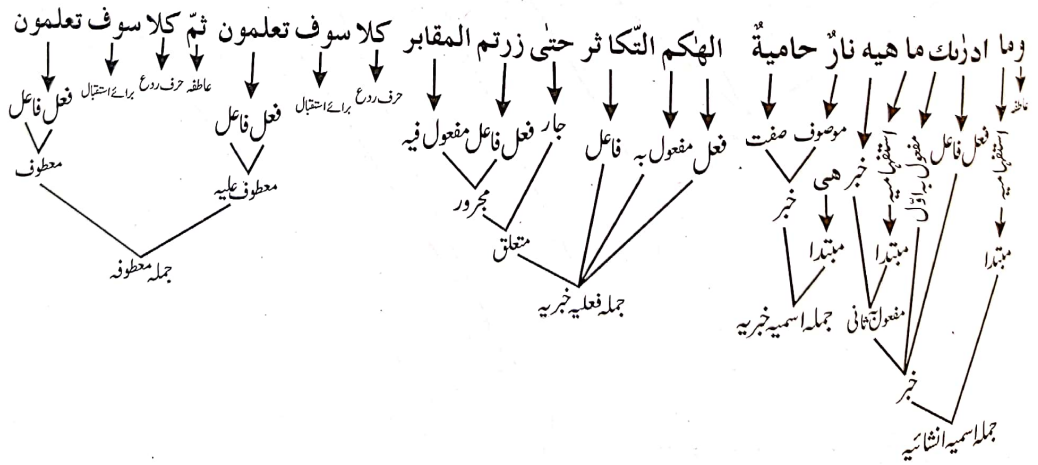 وما ادرٰىك ما هيه نارٌ حاميةٌ الهٰكم التّكا ثر حتٰى زرتم المقابر كلا سوف تعلمون ثمّ كلا سوف تعلمون
عاطفہ استفہامیہ فعل فاعل مفعول بہ اوّل استفہامیہ خبر موصوف صفت فعل مفعول بہ فاعل جار فعل فاعل مفعول فیہ حرف ردع برائے استقبال فعل فاعل عاطفہ حرف ردع برائے استقبال فعل فاعل
ھی خبر مجرور معطوف علیہ معطوف
مبتدا مبتدا مبتدا متعلق جملہ معطوفہ
مفعول بہ ثانی جملہ اسمیہ خبریہ جملہ فعلیہ خبریہ
خبر
جملہ اسمیہ انشائیہ